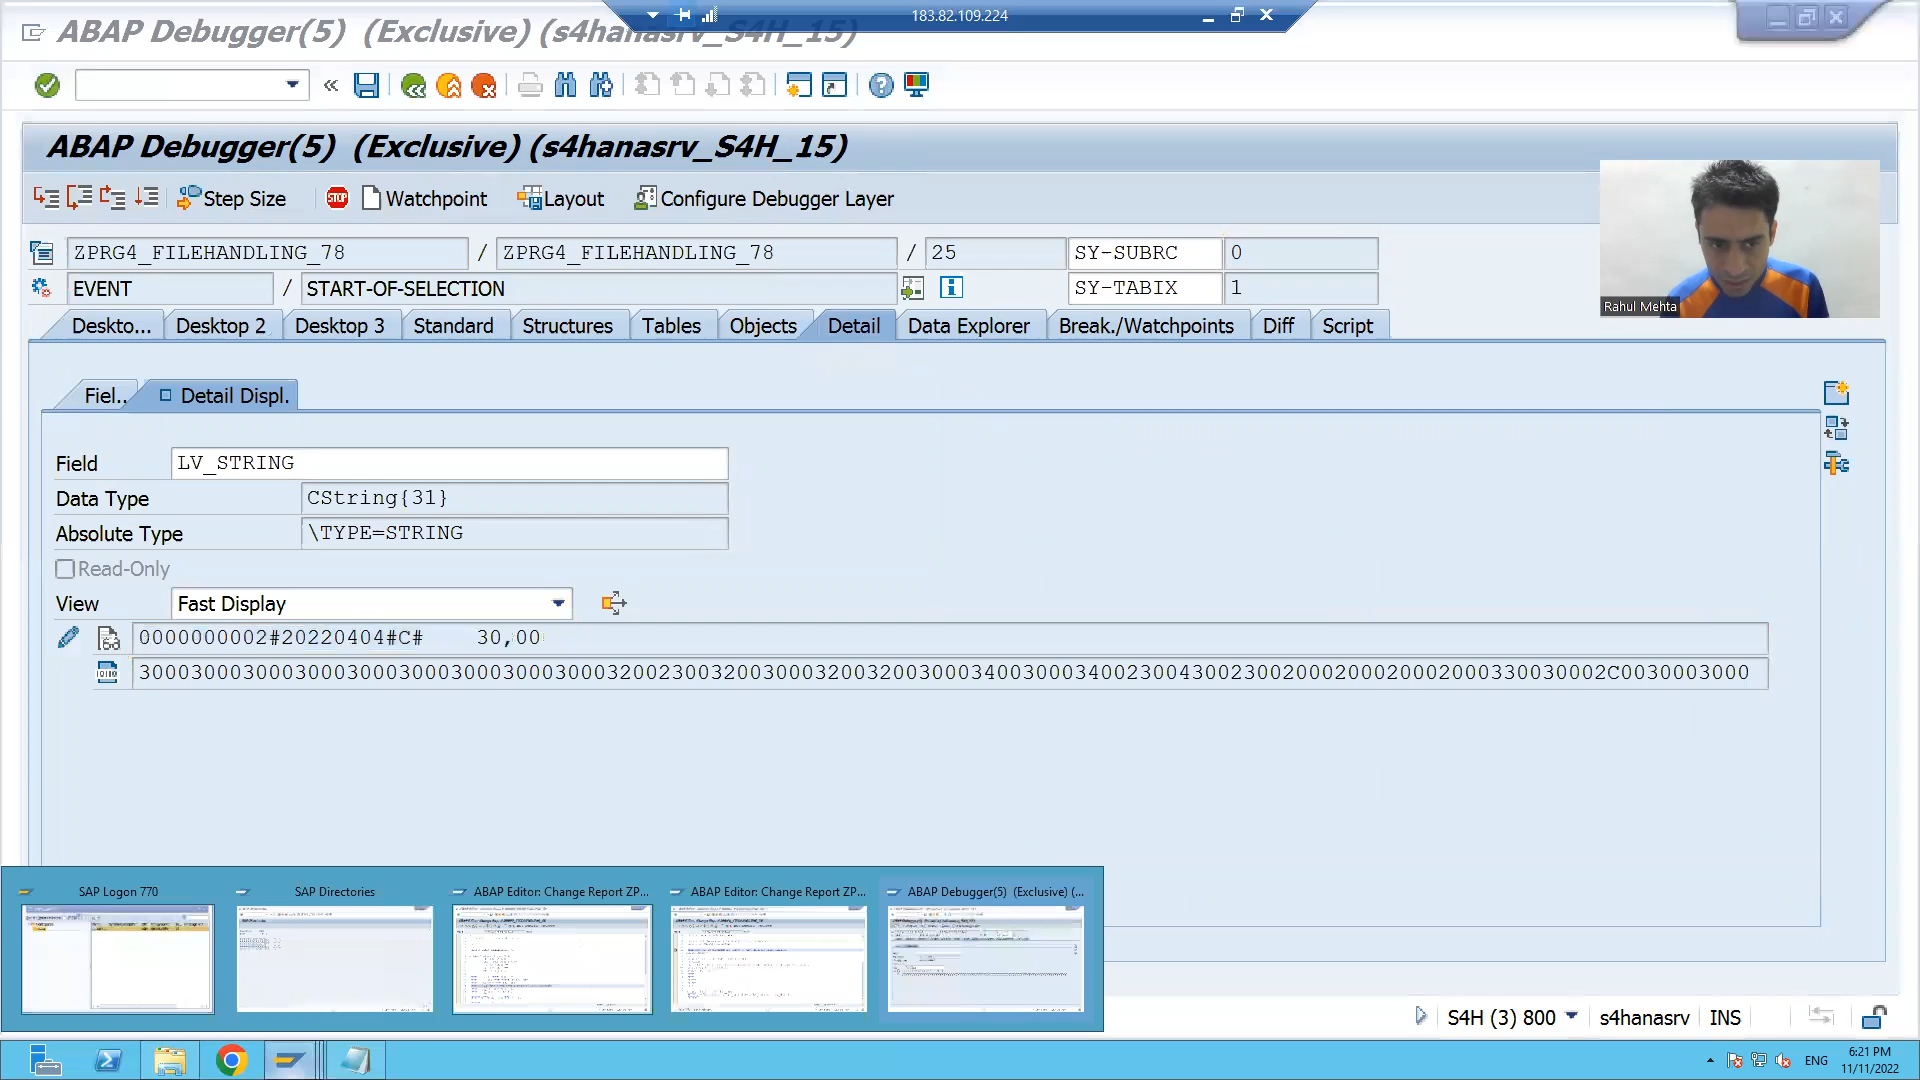 183.82.109.224
ABAP Debugger(5) (Exclusive) (s4hanasrv_S4H_15)
ABAP Debugger(5) (Exclusive) (s4hanasrv_S4H_15)
Step Size
STOP
Watchpoint
Layout
Configure Debugger Layer
ZPRG4_FILEHANDLING_78 / ZPRG4_FILEHANDLING_78 / 25 SY-SUBRC 0
EVENT / START-OF-SELECTION SY-TABIX 1
Rahul Mehta
Deskto... Desktop 2 Desktop 3 Standard Structures Tables Objects Detail Data Explorer Break./Watchpoints Diff Script
Fiel.. Detail Displ.
Field LV_STRING
Data Type CString{31}
Absolute Type \TYPE=STRING
Read-Only
View Fast Display
0000000002#20220404#C# 30,00
30003000300030003000300030003000300032002300320030003200320030003400300034002300430023002000200020002000330030002C0030003000
SAP Logon 770
SAP Directories
ABAP Editor: Change Report ZP...
ABAP Editor: Change Report ZP...
ABAP Debugger(5) (Exclusive) (...
S4H (3) 800 s4hanasrv INS
ENG
6:21 PM
11/11/2022